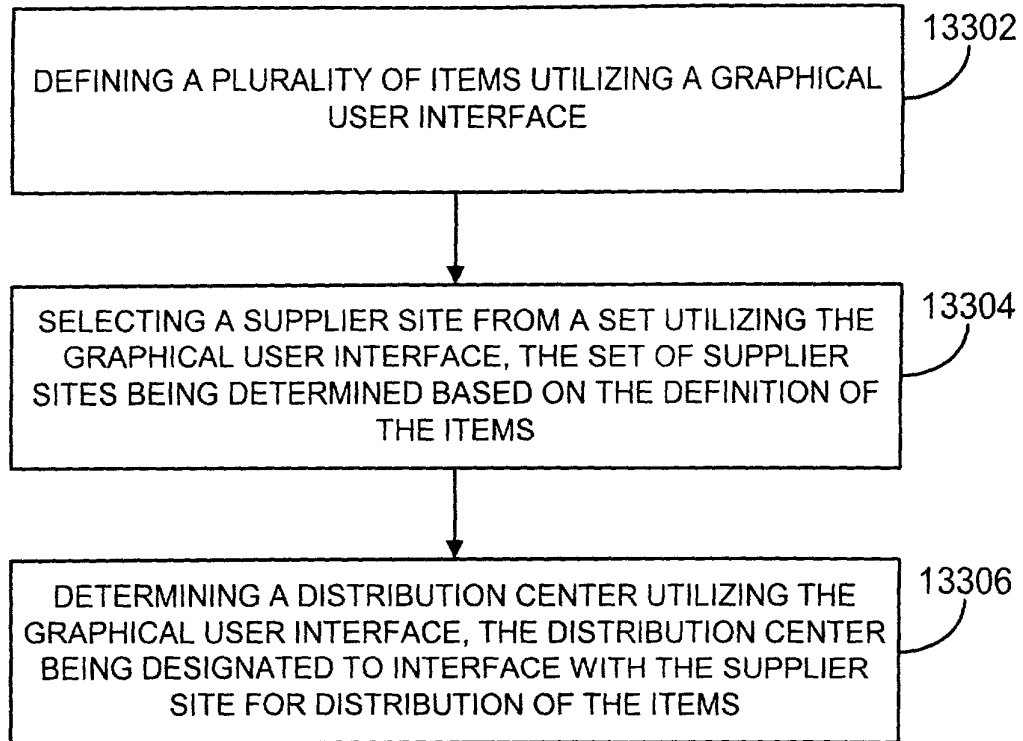 13302
DEFINING A PLURALITY OF ITEMS UTILIZING A GRAPHICAL
USER INTERFACE
13304
SELECTING A SUPPLIER SITE FROM A SET UTILIZING THE
GRAPHICAL USER INTERFACE, THE SET OF SUPPLIER
SITES BEING DETERMINED BASED ON THE DEFINITION OF
THE ITEMS
13306
DETERMINING A DISTRIBUTION CENTER UTILIZING THE
GRAPHICAL USER INTERFACE, THE DISTRIBUTION CENTER
BEING DESIGNATED TO INTERFACE WITH THE SUPPLIER
SITE FOR DISTRIBUTION OF THE ITEMS